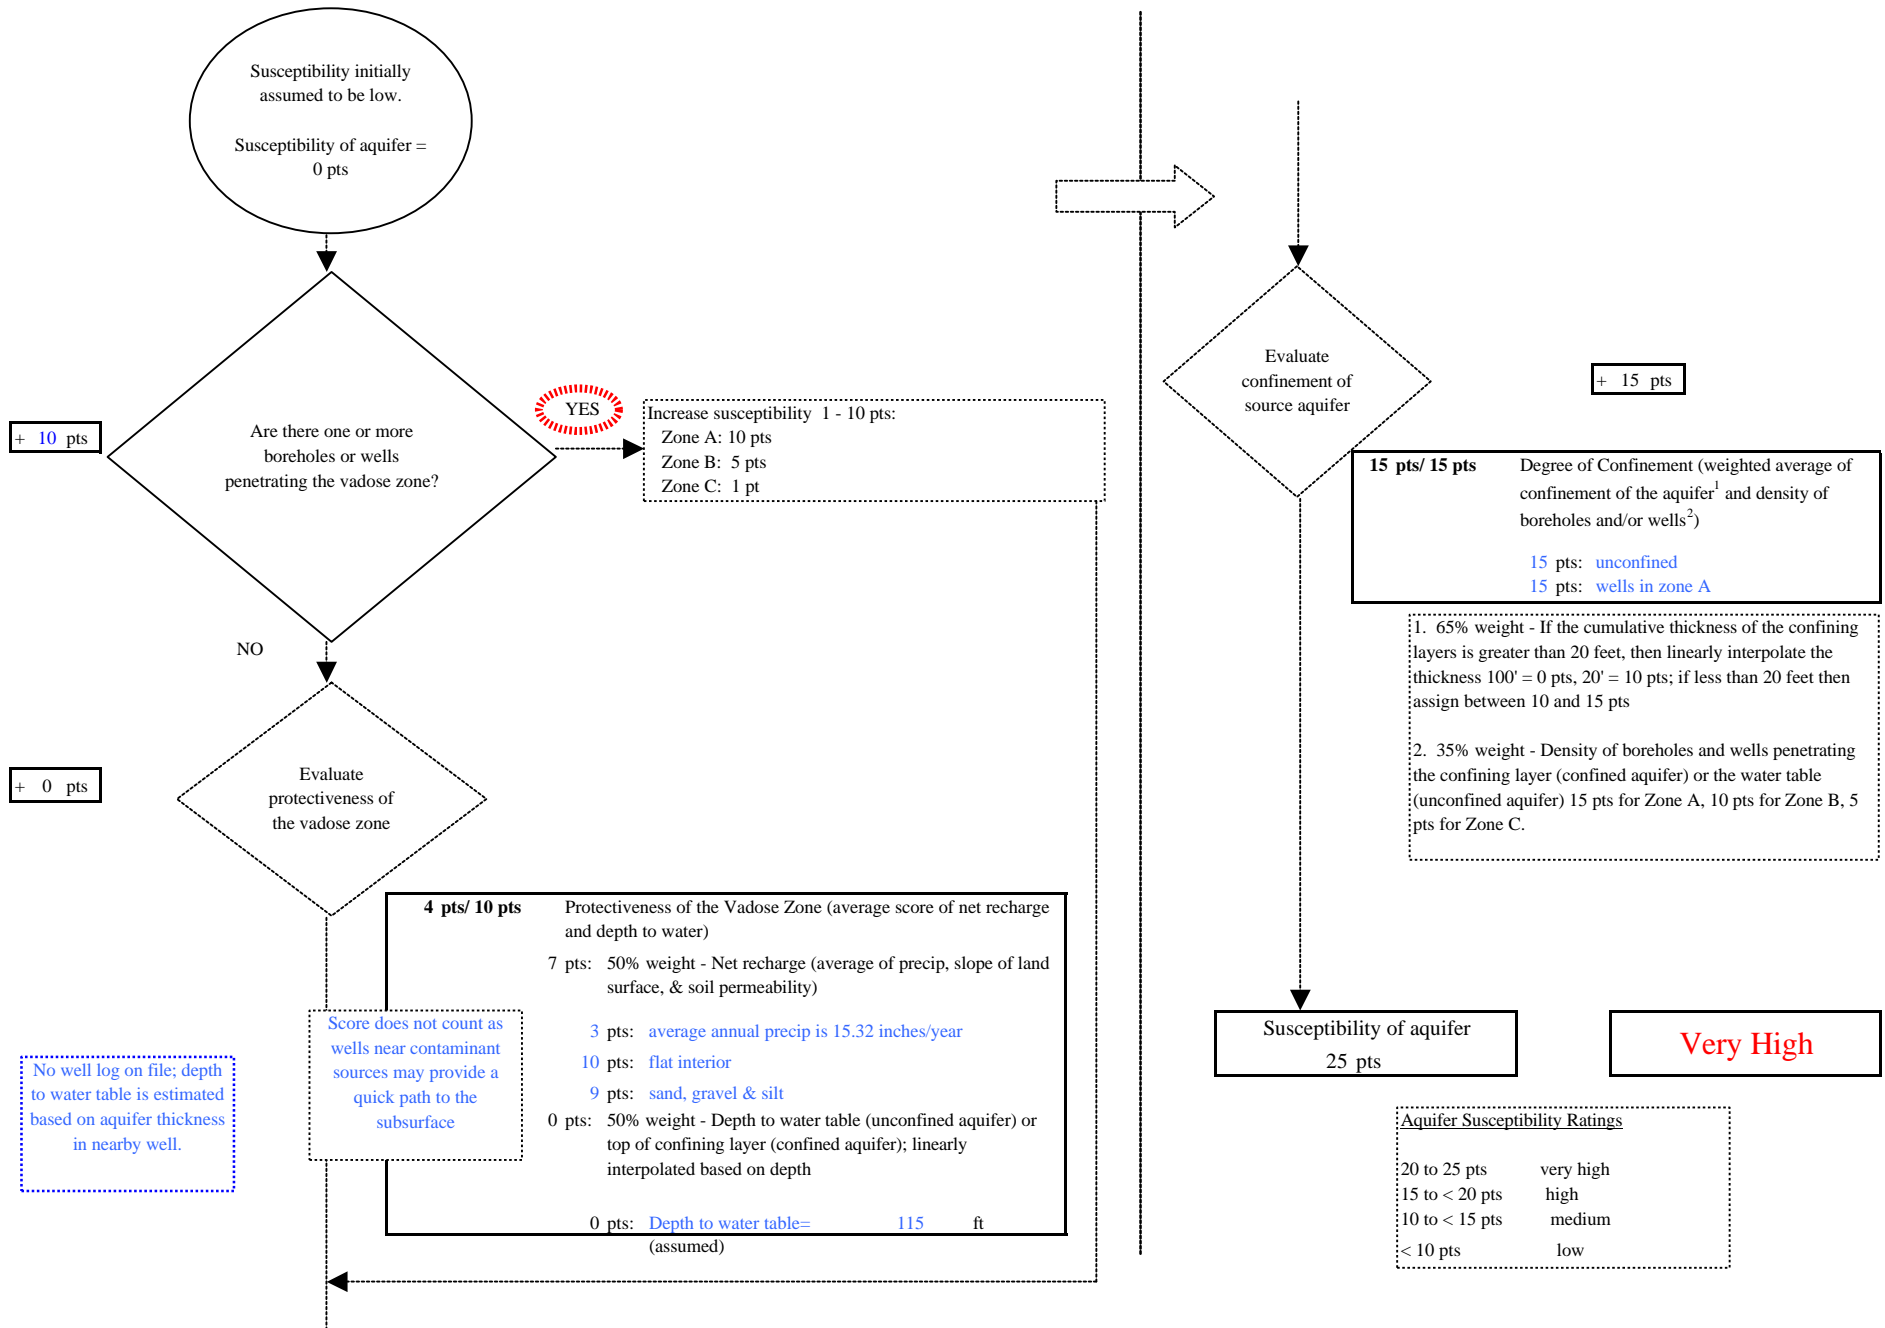 Susceptibility initially
assumed to be low.
Susceptibility of aquifer =
0 pts
+ 10 pts
Are there one or more
boreholes or wells
penetrating the vadose zone?
YES
Increase susceptibility 1 - 10 pts:
Zone A: 10 pts
Zone B: 5 pts
Zone C: 1 pt
NO
+ 0 pts
Evaluate
protectiveness of
the vadose zone
4 pts/ 10 pts Protectiveness of the Vadose Zone (average score of net recharge
and depth to water)
7 pts: 50% weight - Net recharge (average of precip, slope of land
surface, & soil permeability)
3 pts: average annual precip is 15.32 inches/year
10 pts: flat interior
9 pts: sand, gravel & silt
0 pts: 50% weight - Depth to water table (unconfined aquifer) or
top of confining layer (confined aquifer); linearly
interpolated based on depth
0 pts: Depth to water table= 115 ft
(assumed)
Score does not count as
wells near contaminant
sources may provide a
quick path to the
subsurface
No well log on file; depth
to water table is estimated
based on aquifer thickness
in nearby well.
Evaluate
confinement of
source aquifer
+ 15 pts
15 pts/ 15 pts Degree of Confinement (weighted average of
confinement of the aquifer1 and density of
boreholes and/or wells2)
15 pts: unconfined
15 pts: wells in zone A
1. 65% weight - If the cumulative thickness of the confining
layers is greater than 20 feet, then linearly interpolate the
thickness 100' = 0 pts, 20' = 10 pts; if less than 20 feet then
assign between 10 and 15 pts
2. 35% weight - Density of boreholes and wells penetrating
the confining layer (confined aquifer) or the water table
(unconfined aquifer) 15 pts for Zone A, 10 pts for Zone B, 5
pts for Zone C.
Susceptibility of aquifer
25 pts
Very High
Aquifer Susceptibility Ratings
20 to 25 pts very high
15 to < 20 pts high
10 to < 15 pts medium
< 10 pts low